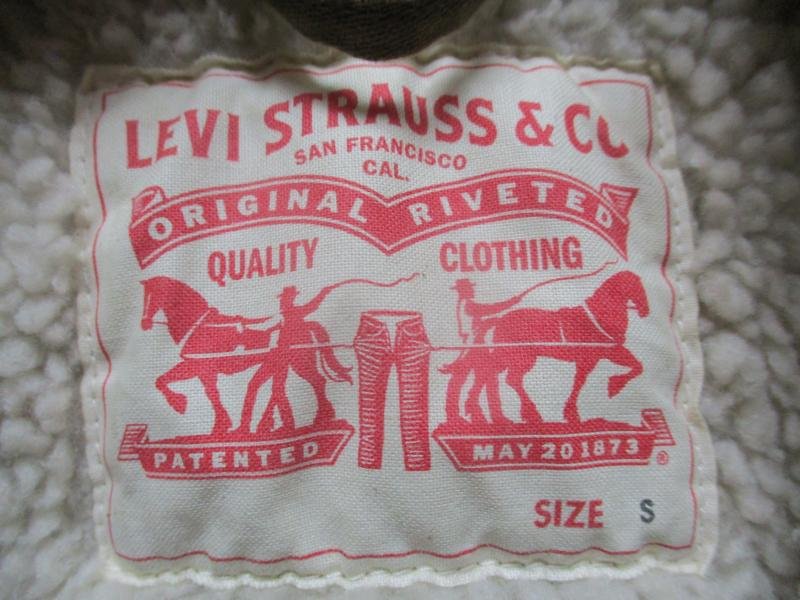 LEVI STRAUSS & CO
SAN FRANCISCO
CAL.
ORIGINAL RIVETED
QUALITY CLOTHING
PATENTED MAY 20 1873 ®
SIZE S